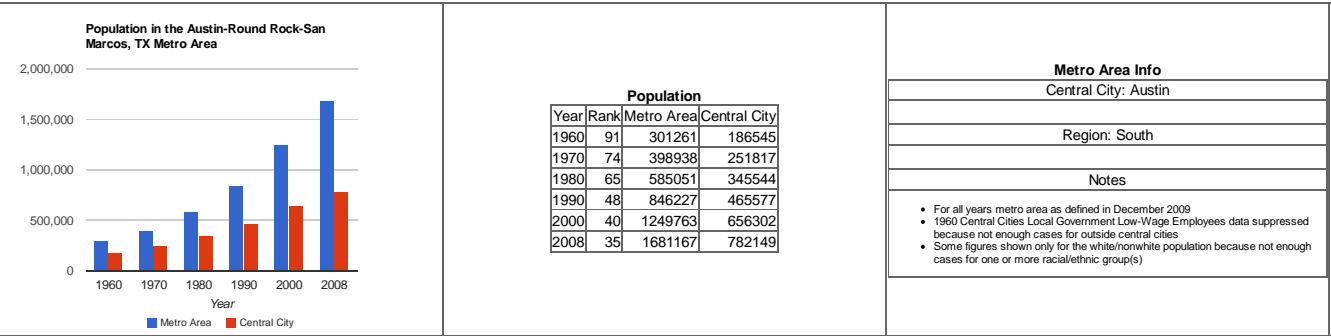 Population in the Austin-Round Rock-San
Marcos, TX Metro Area
2,000,000
1,500,000
1,000,000
500,000
0
1960 1970 1980 1990 2000 2008
Year
Metro Area Central City
Population
Year Rank Metro Area Central City
1960 91 301261 186545
1970 74 398938 251817
1980 65 585051 345544
1990 48 846227 465577
2000 40 1249763 656302
2008 35 1681167 782149
Metro Area Info
Central City: Austin
Region: South
Notes
• For all years metro area as defined in December 2009
• 1960 Central Cities Local Government Low-Wage Employees data suppressed
because not enough cases for outside central cities
• Some figures shown only for the white/nonwhite population because not enough
cases for one or more racial/ethnic group(s)